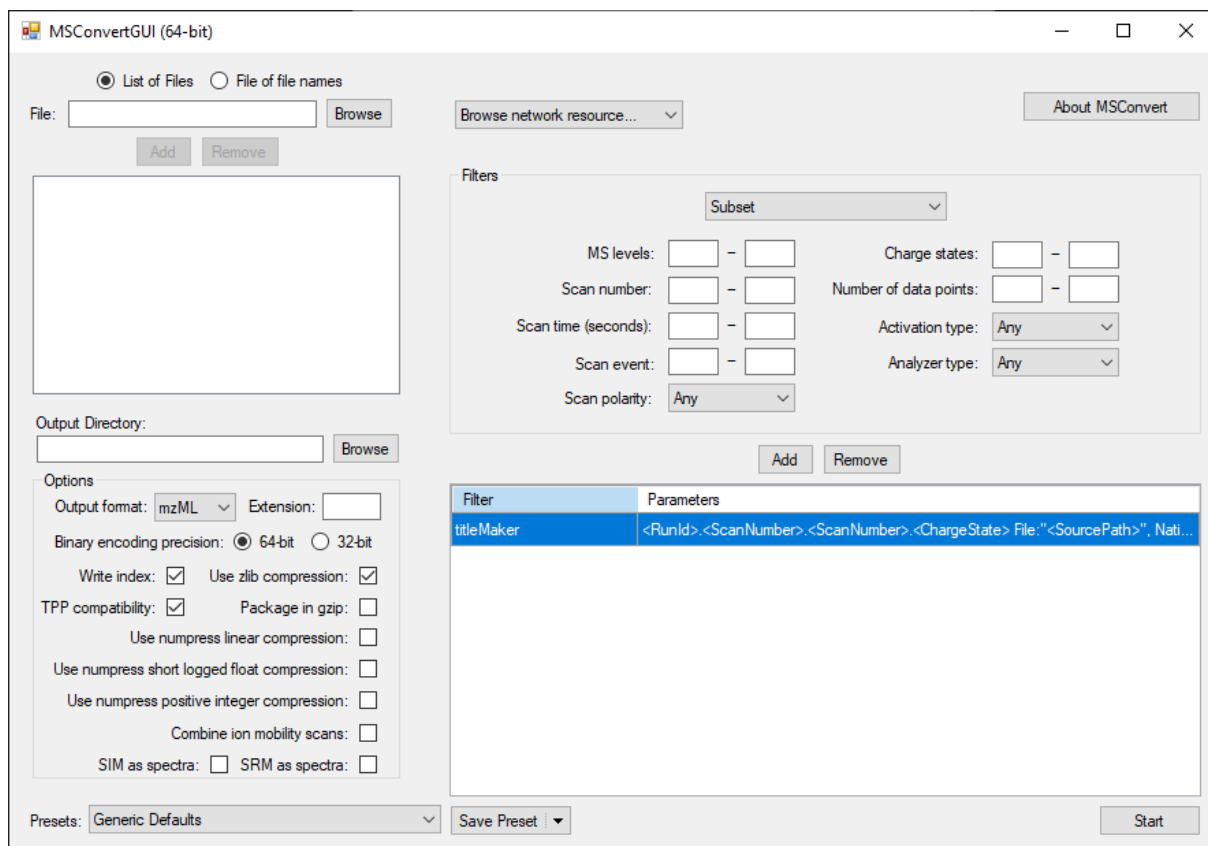 MSConvertGUI (64-bit)
List of Files File of file names
File: Browse
Add Remove
Browse network resource...
About MSConvert
Filters
Subset
MS levels: –
Charge states: –
Scan number: –
Number of data points: –
Scan time (seconds): –
Activation type: Any
Scan event: –
Analyzer type: Any
Scan polarity: Any
Output Directory:
Browse
Add Remove
Options
Output format: mzML Extension:
Binary encoding precision: 64-bit 32-bit
Write index: Use zlib compression:
TPP compatibility: Package in gzip:
Use numpress linear compression:
Use numpress short logged float compression:
Use numpress positive integer compression:
Combine ion mobility scans:
SIM as spectra: SRM as spectra:
Filter Parameters
titleMaker <RunId>.<ScanNumber>.<ScanNumber>.<ChargeState> File:"<SourcePath>", Nati...
Presets: Generic Defaults
Save Preset
Start